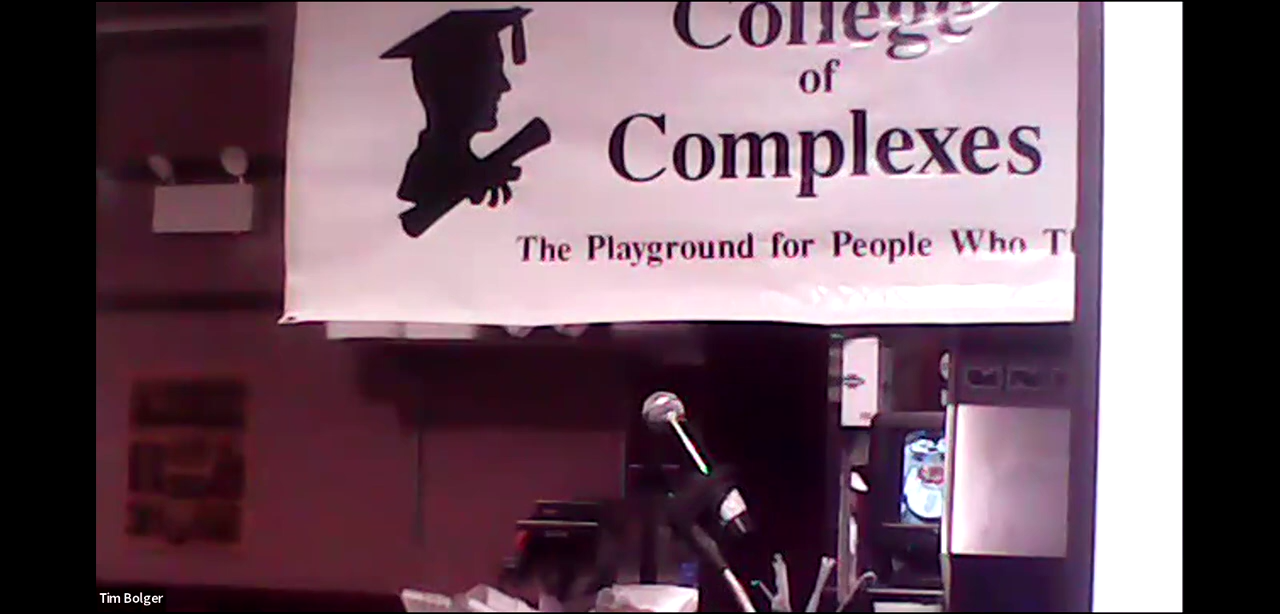 College
of
Complexes
The Playground for People Who
Tim Bolger